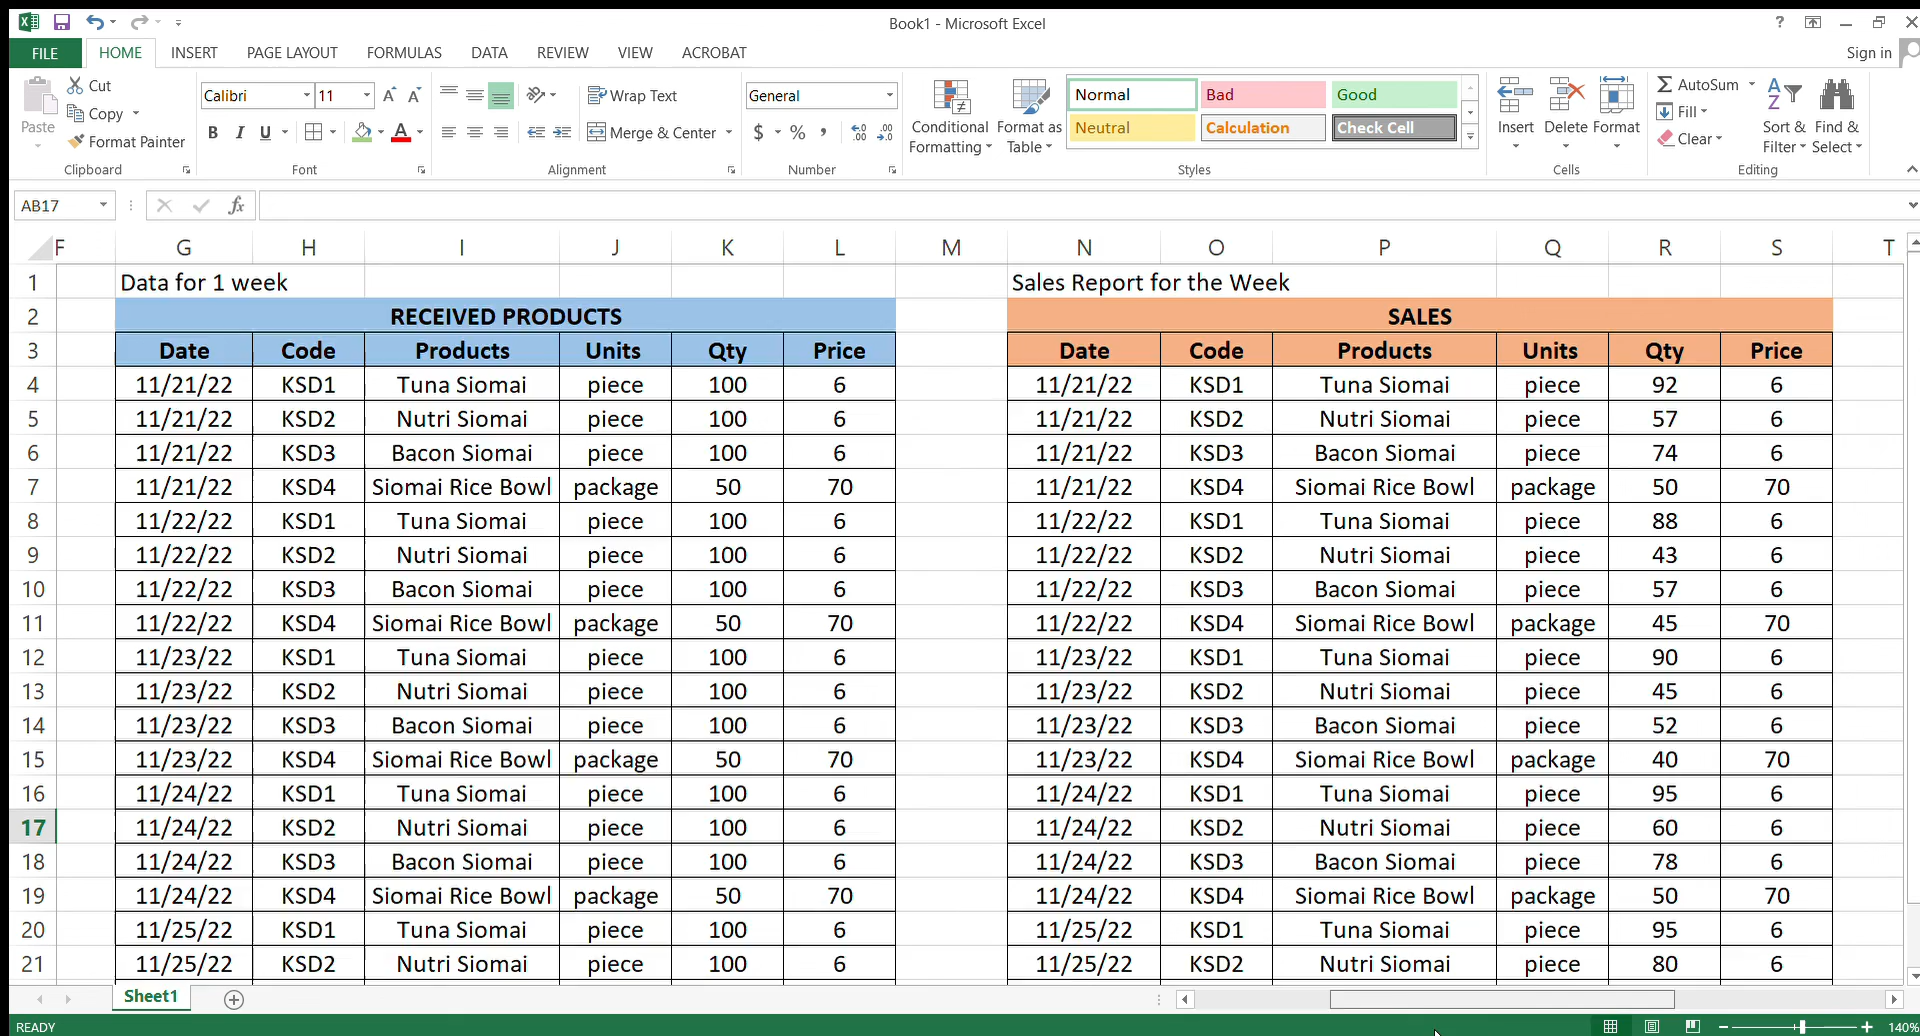 Book1 - Microsoft Excel
?
FILE HOME INSERT PAGE LAYOUT FORMULAS DATA REVIEW VIEW ACROBAT Sign in
Paste
Cut
Copy
Format Painter
Clipboard
Calibri 11
B I U A
Font
Wrap Text
Merge & Center
Alignment
General
$ % ,
Number
Conditional Formatting
Format as Table
Normal Bad Good
Neutral Calculation Check Cell
Styles
Insert Delete Format
Cells
AutoSum
Fill
Clear
Sort & Filter
Find & Select
Editing
AB17 fx
F G H I J K L M N O P Q R S T
1 Data for 1 week Sales Report for the Week
2 RECEIVED PRODUCTS SALES
3 Date Code Products Units Qty Price Date Code Products Units Qty Price
4 11/21/22 KSD1 Tuna Siomai piece 100 6 11/21/22 KSD1 Tuna Siomai piece 92 6
5 11/21/22 KSD2 Nutri Siomai piece 100 6 11/21/22 KSD2 Nutri Siomai piece 57 6
6 11/21/22 KSD3 Bacon Siomai piece 100 6 11/21/22 KSD3 Bacon Siomai piece 74 6
7 11/21/22 KSD4 Siomai Rice Bowl package 50 70 11/21/22 KSD4 Siomai Rice Bowl package 50 70
8 11/22/22 KSD1 Tuna Siomai piece 100 6 11/22/22 KSD1 Tuna Siomai piece 88 6
9 11/22/22 KSD2 Nutri Siomai piece 100 6 11/22/22 KSD2 Nutri Siomai piece 43 6
10 11/22/22 KSD3 Bacon Siomai piece 100 6 11/22/22 KSD3 Bacon Siomai piece 57 6
11 11/22/22 KSD4 Siomai Rice Bowl package 50 70 11/22/22 KSD4 Siomai Rice Bowl package 45 70
12 11/23/22 KSD1 Tuna Siomai piece 100 6 11/23/22 KSD1 Tuna Siomai piece 90 6
13 11/23/22 KSD2 Nutri Siomai piece 100 6 11/23/22 KSD2 Nutri Siomai piece 45 6
14 11/23/22 KSD3 Bacon Siomai piece 100 6 11/23/22 KSD3 Bacon Siomai piece 52 6
15 11/23/22 KSD4 Siomai Rice Bowl package 50 70 11/23/22 KSD4 Siomai Rice Bowl package 40 70
16 11/24/22 KSD1 Tuna Siomai piece 100 6 11/24/22 KSD1 Tuna Siomai piece 95 6
17 11/24/22 KSD2 Nutri Siomai piece 100 6 11/24/22 KSD2 Nutri Siomai piece 60 6
18 11/24/22 KSD3 Bacon Siomai piece 100 6 11/24/22 KSD3 Bacon Siomai piece 78 6
19 11/24/22 KSD4 Siomai Rice Bowl package 50 70 11/24/22 KSD4 Siomai Rice Bowl package 50 70
20 11/25/22 KSD1 Tuna Siomai piece 100 6 11/25/22 KSD1 Tuna Siomai piece 95 6
21 11/25/22 KSD2 Nutri Siomai piece 100 6 11/25/22 KSD2 Nutri Siomai piece 80 6
Sheet1
READY 140%